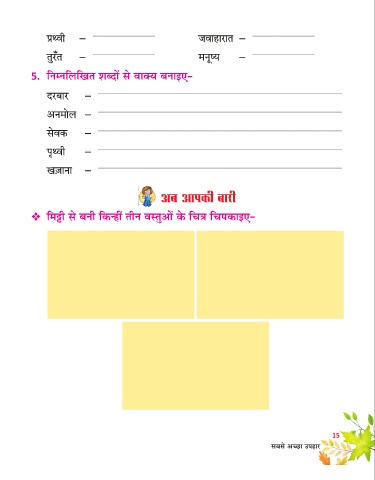 प्रथ्वी – जवाहारात –
तुरँत – मनूष्य –
5. निम्नलिखित शब्दों से वाक्य बनाइए–
दरबार –
अनमोल –
सेवक –
पृथ्वी –
खज़ाना –
अब आपकी बारी
❖ मिट्टी से बनी किन्हीं तीन वस्तुओं के चित्र चिपकाइए–
15
सबसे अच्छा उपहार